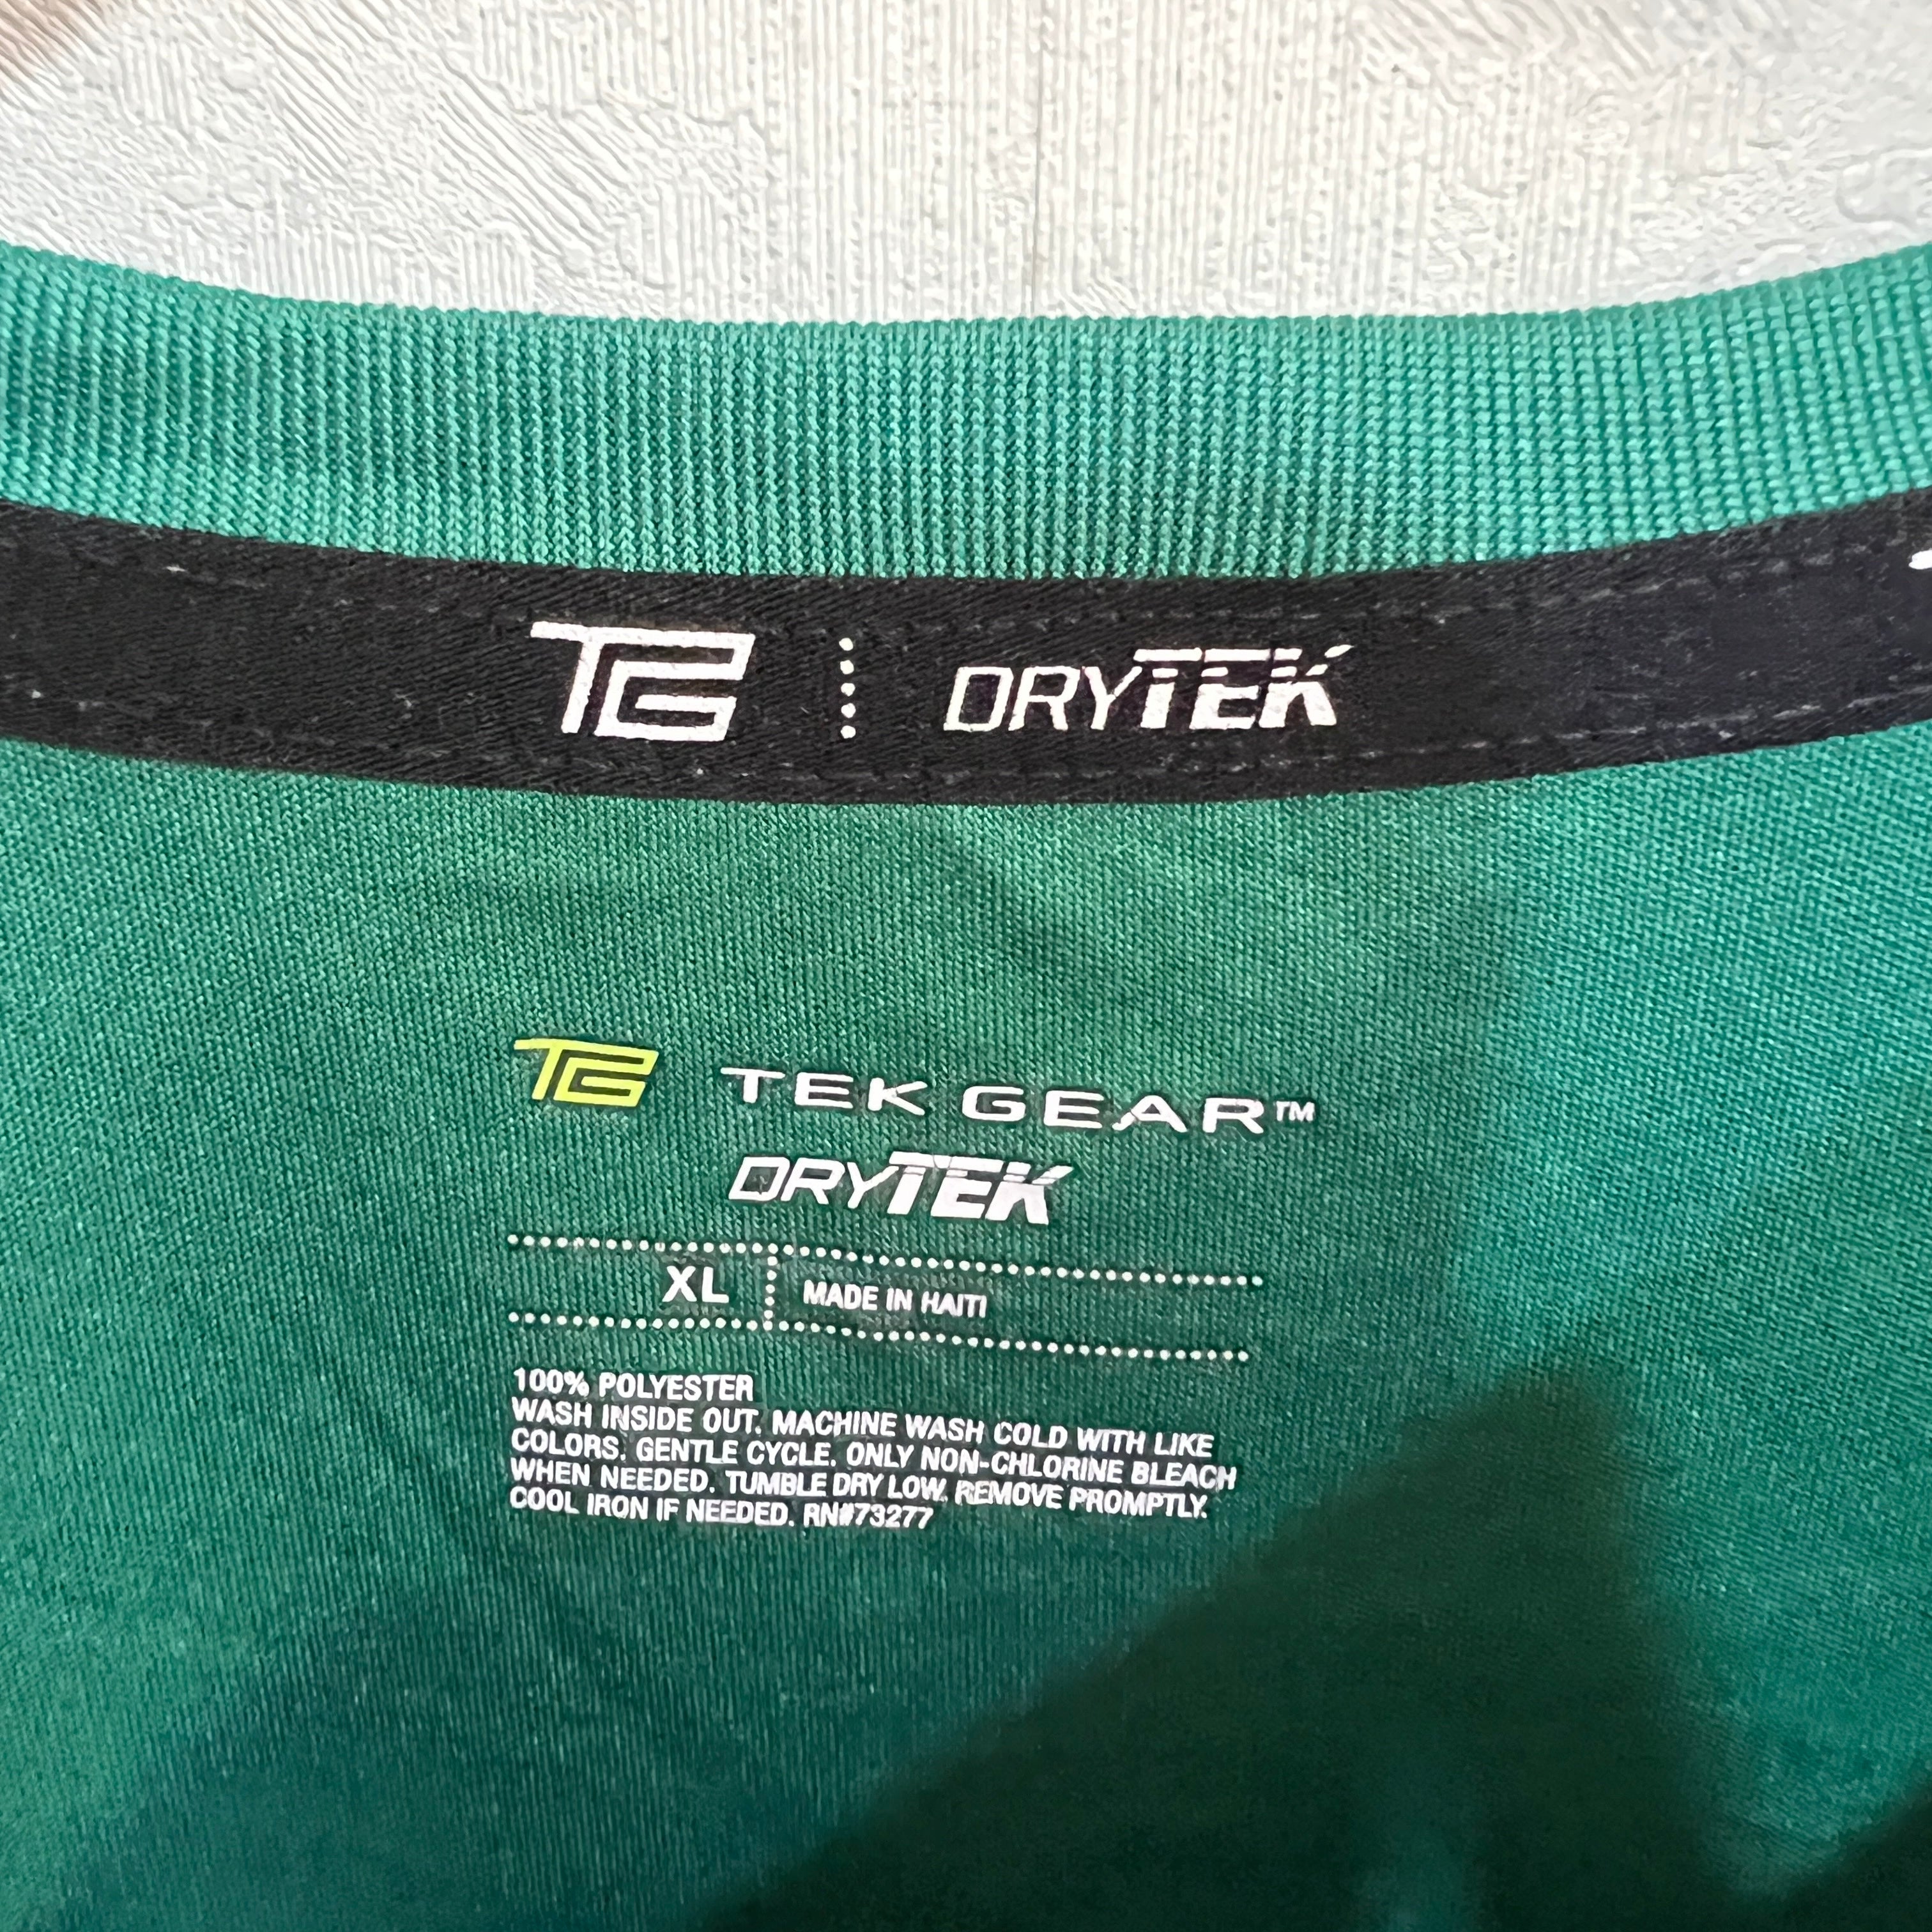 TG DRYTEK
TG TEK GEAR™
DRYTEK
XL MADE IN HAITI
100% POLYESTER
WASH INSIDE OUT. MACHINE WASH COLD WITH LIKE
COLORS. GENTLE CYCLE. ONLY NON-CHLORINE BLEACH
WHEN NEEDED. TUMBLE DRY LOW. REMOVE PROMPTLY.
COOL IRON IF NEEDED. RN#73277